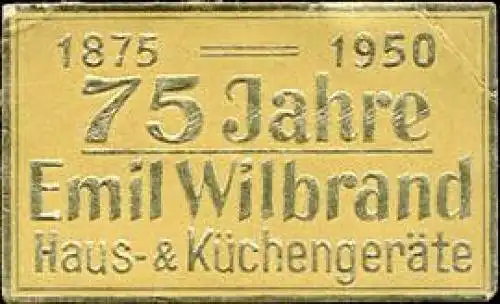 1875 — 1950
75 Jahre
Emil Wilbrand
Haus- & Küchengeräte